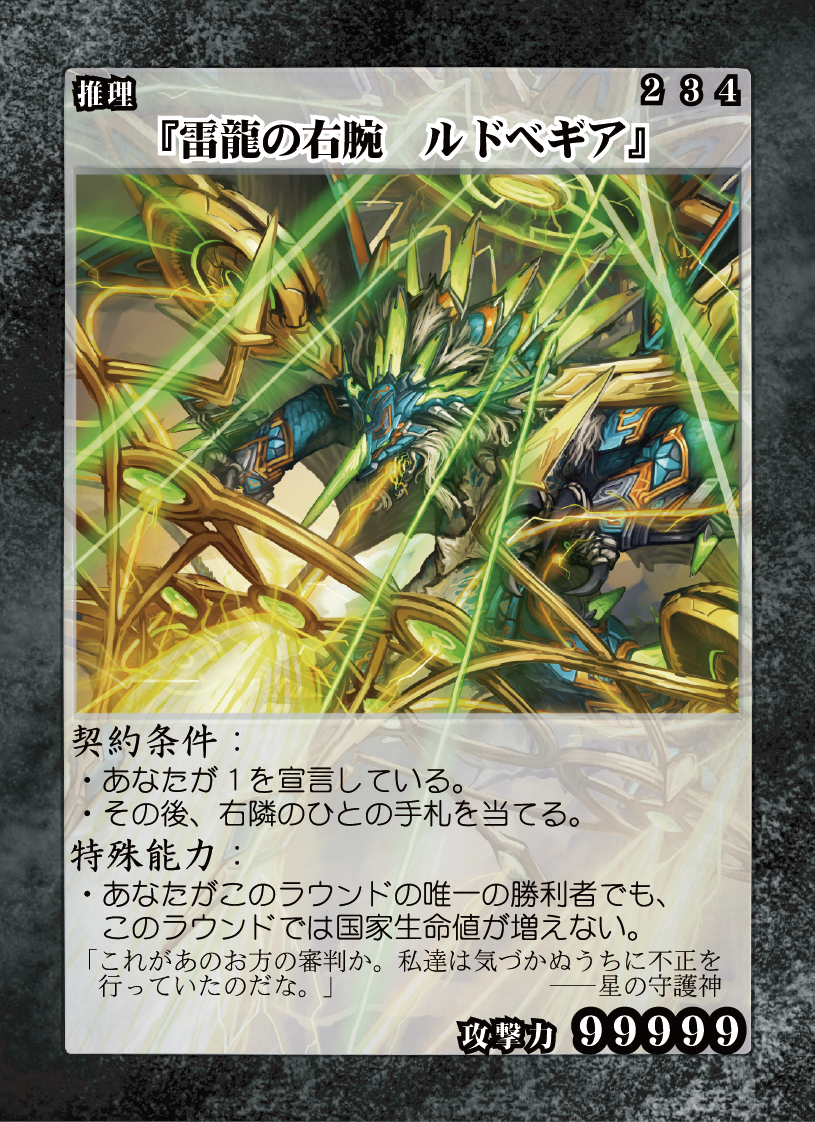 推理
2 3 4
『雷龍の右腕　ルドベギア』
契約条件：
・あなたが１を宣言している。
・その後、右隣のひとの手札を当てる。
特殊能力：
・あなたがこのラウンドの唯一の勝利者でも、
このラウンドでは国家生命値が増えない。
「これがあのお方の審判か。私達は気づかぬうちに不正を
行っていたのだな。」　　　　　　　　――星の守護神
攻撃力 99999